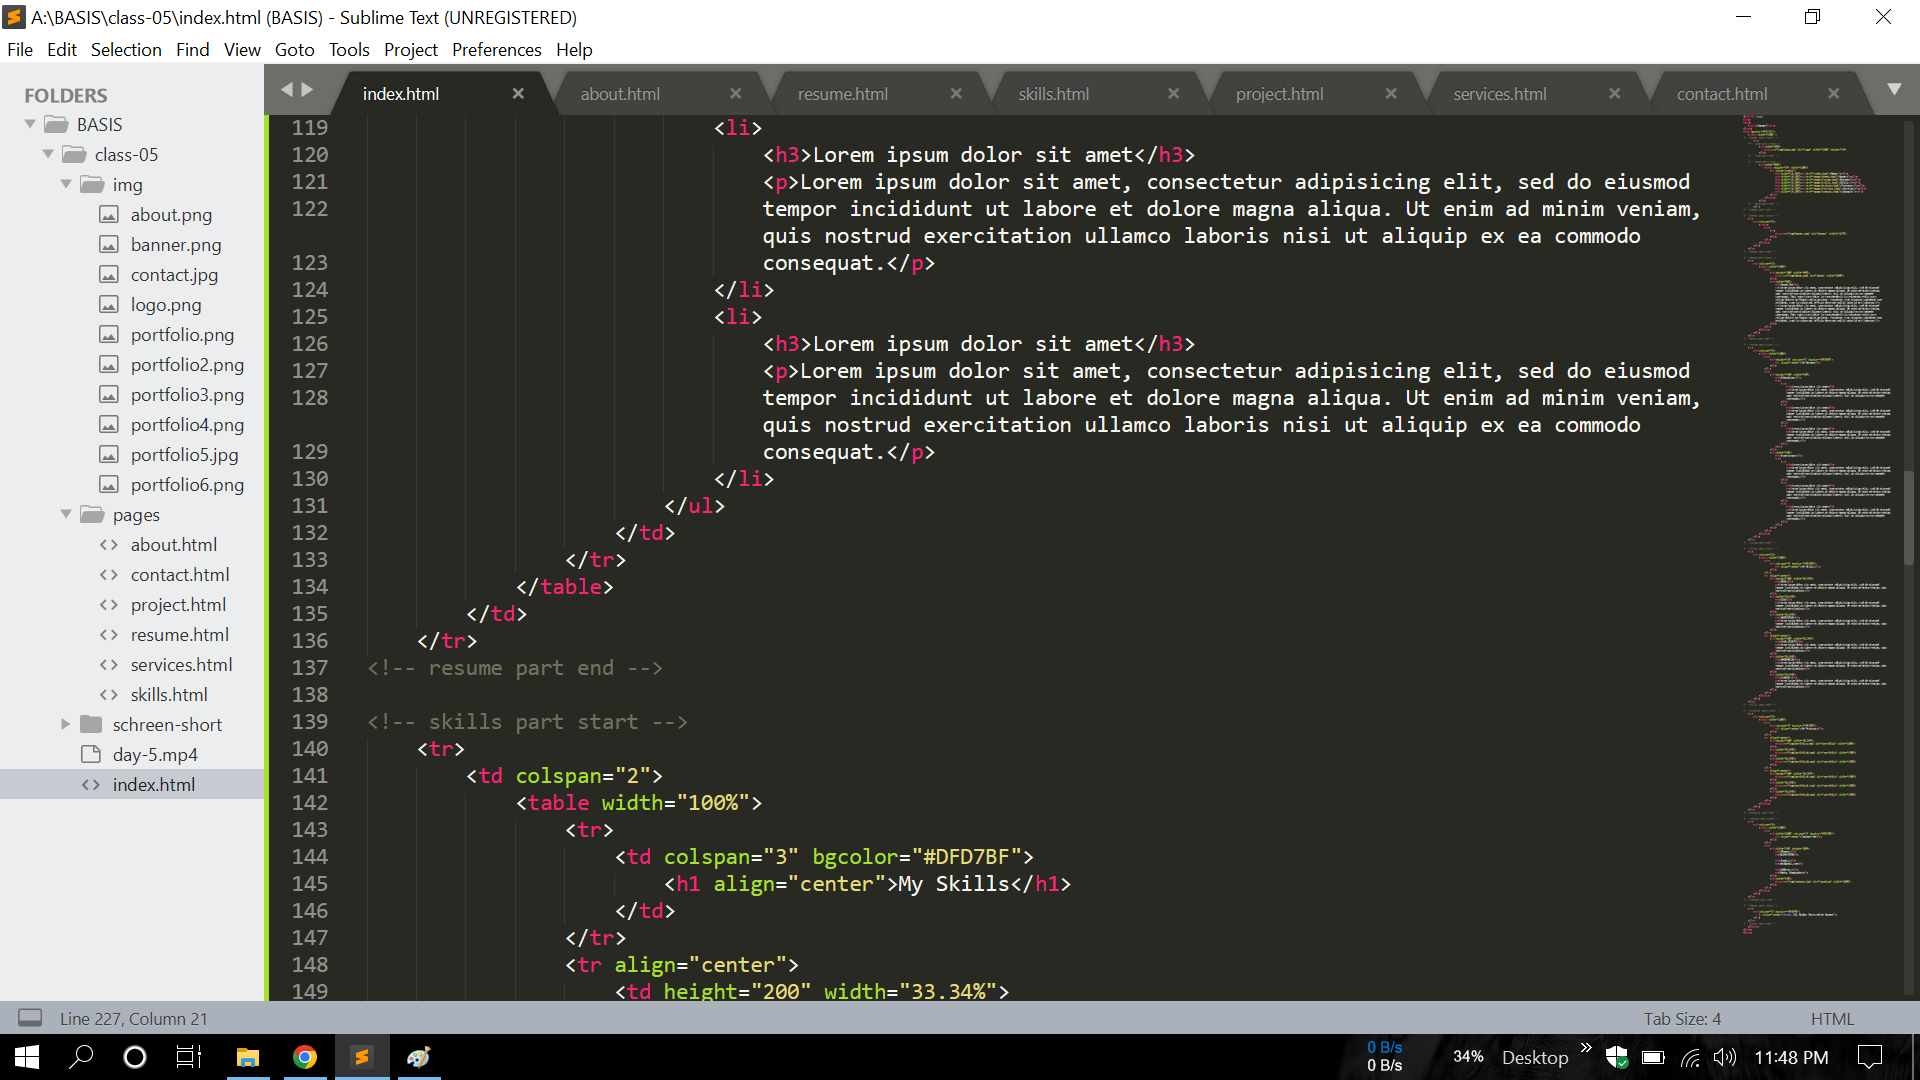 A:\BASIS\class-05\index.html (BASIS) - Sublime Text (UNREGISTERED)
File Edit Selection Find View Goto Tools Project Preferences Help
FOLDERS
BASIS
class-05
img
about.png
banner.png
contact.jpg
logo.png
portfolio.png
portfolio2.png
portfolio3.png
portfolio4.png
portfolio5.jpg
portfolio6.png
pages
about.html
contact.html
project.html
resume.html
services.html
skills.html
schreen-short
day-5.mp4
index.html
index.html about.html resume.html skills.html project.html services.html contact.html
119 <li>
120 <h3>Lorem ipsum dolor sit amet</h3>
121 <p>Lorem ipsum dolor sit amet, consectetur adipisicing elit, sed do eiusmod
122 tempor incididunt ut labore et dolore magna aliqua. Ut enim ad minim veniam,
quis nostrud exercitation ullamco laboris nisi ut aliquip ex ea commodo
123 consequat.</p>
124 </li>
125 <li>
126 <h3>Lorem ipsum dolor sit amet</h3>
127 <p>Lorem ipsum dolor sit amet, consectetur adipisicing elit, sed do eiusmod
128 tempor incididunt ut labore et dolore magna aliqua. Ut enim ad minim veniam,
quis nostrud exercitation ullamco laboris nisi ut aliquip ex ea commodo
129 consequat.</p>
130 </li>
131 </ul>
132 </td>
133 </tr>
134 </table>
135 </td>
136 </tr>
137 <!-- resume part end -->
138
139 <!-- skills part start -->
140 <tr>
141 <td colspan="2">
142 <table width="100%">
143 <tr>
144 <td colspan="3" bgcolor="#DFD7BF">
145 <h1 align="center">My Skills</h1>
146 </td>
147 </tr>
148 <tr align="center">
149 <td height="200" width="33.34%">
Line 227, Column 21
Tab Size: 4
HTML
0 B/s
0 B/s
34%
Desktop
11:48 PM